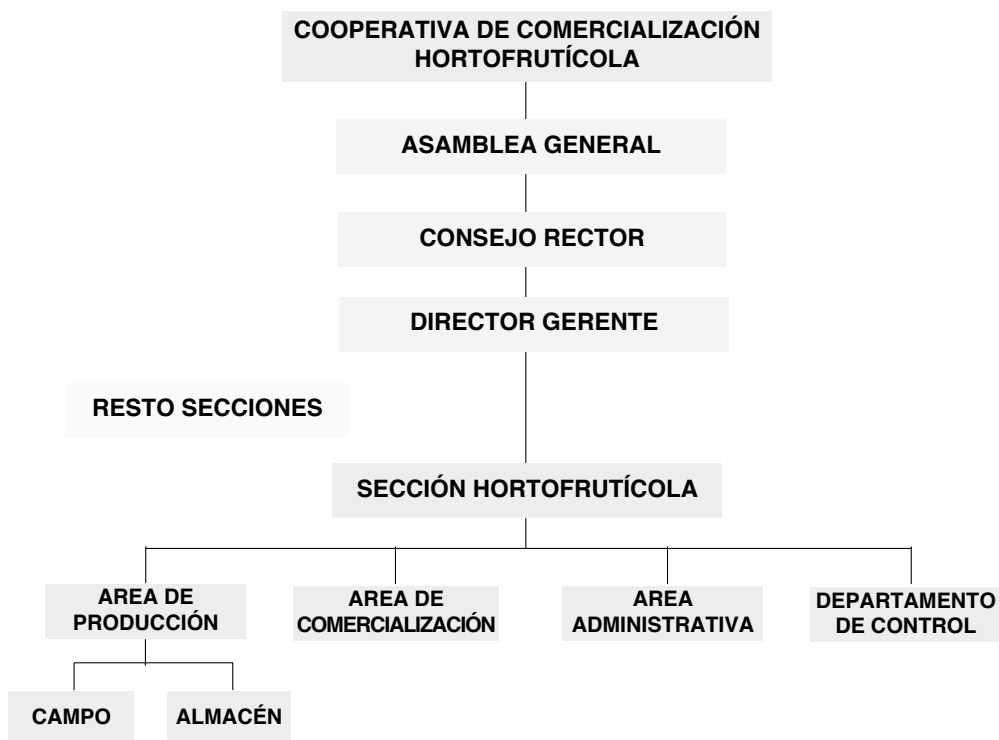 COOPERATIVA DE COMERCIALIZACIÓN
HORTOFRUTÍCOLA
ASAMBLEA GENERAL
CONSEJO RECTOR
DIRECTOR GERENTE
RESTO SECCIONES
SECCIÓN HORTOFRUTÍCOLA
AREA DE
PRODUCCIÓN
AREA DE
COMERCIALIZACIÓN
AREA
ADMINISTRATIVA
DEPARTAMENTO
DE CONTROL
CAMPO
ALMACÉN